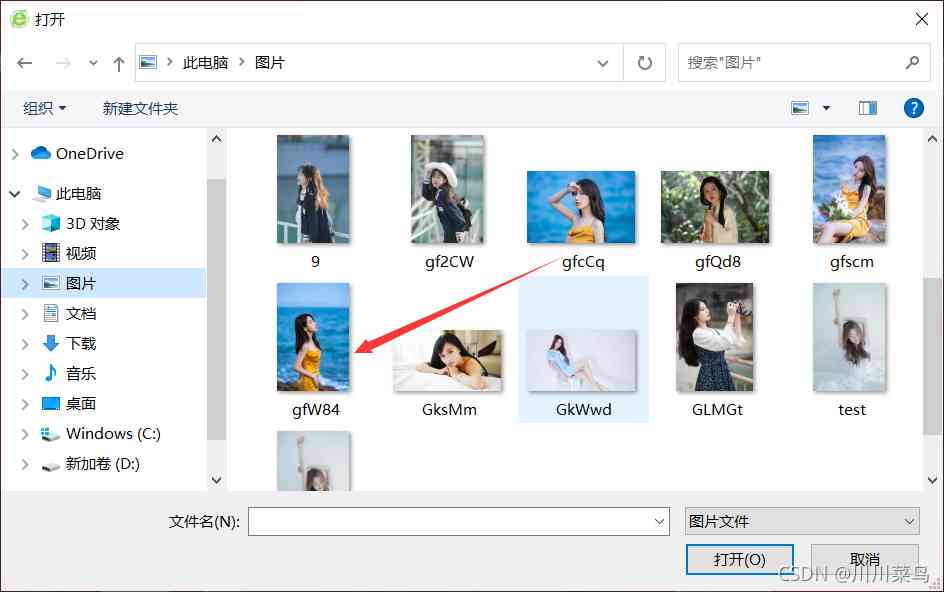 打开
此电脑 图片
搜索"图片"
组织 新建文件夹 ?
OneDrive
此电脑
3D 对象
视频
图片
文档
下载
音乐
桌面
Windows (C:)
新加卷 (D:)
9 gf2CW gfcCq gfQd8 gfscm
gfW84 GksMm GkWwd GLMGt test
文件名(N): 图片文件
打开(O) 取消
CSDN @川川菜鸟